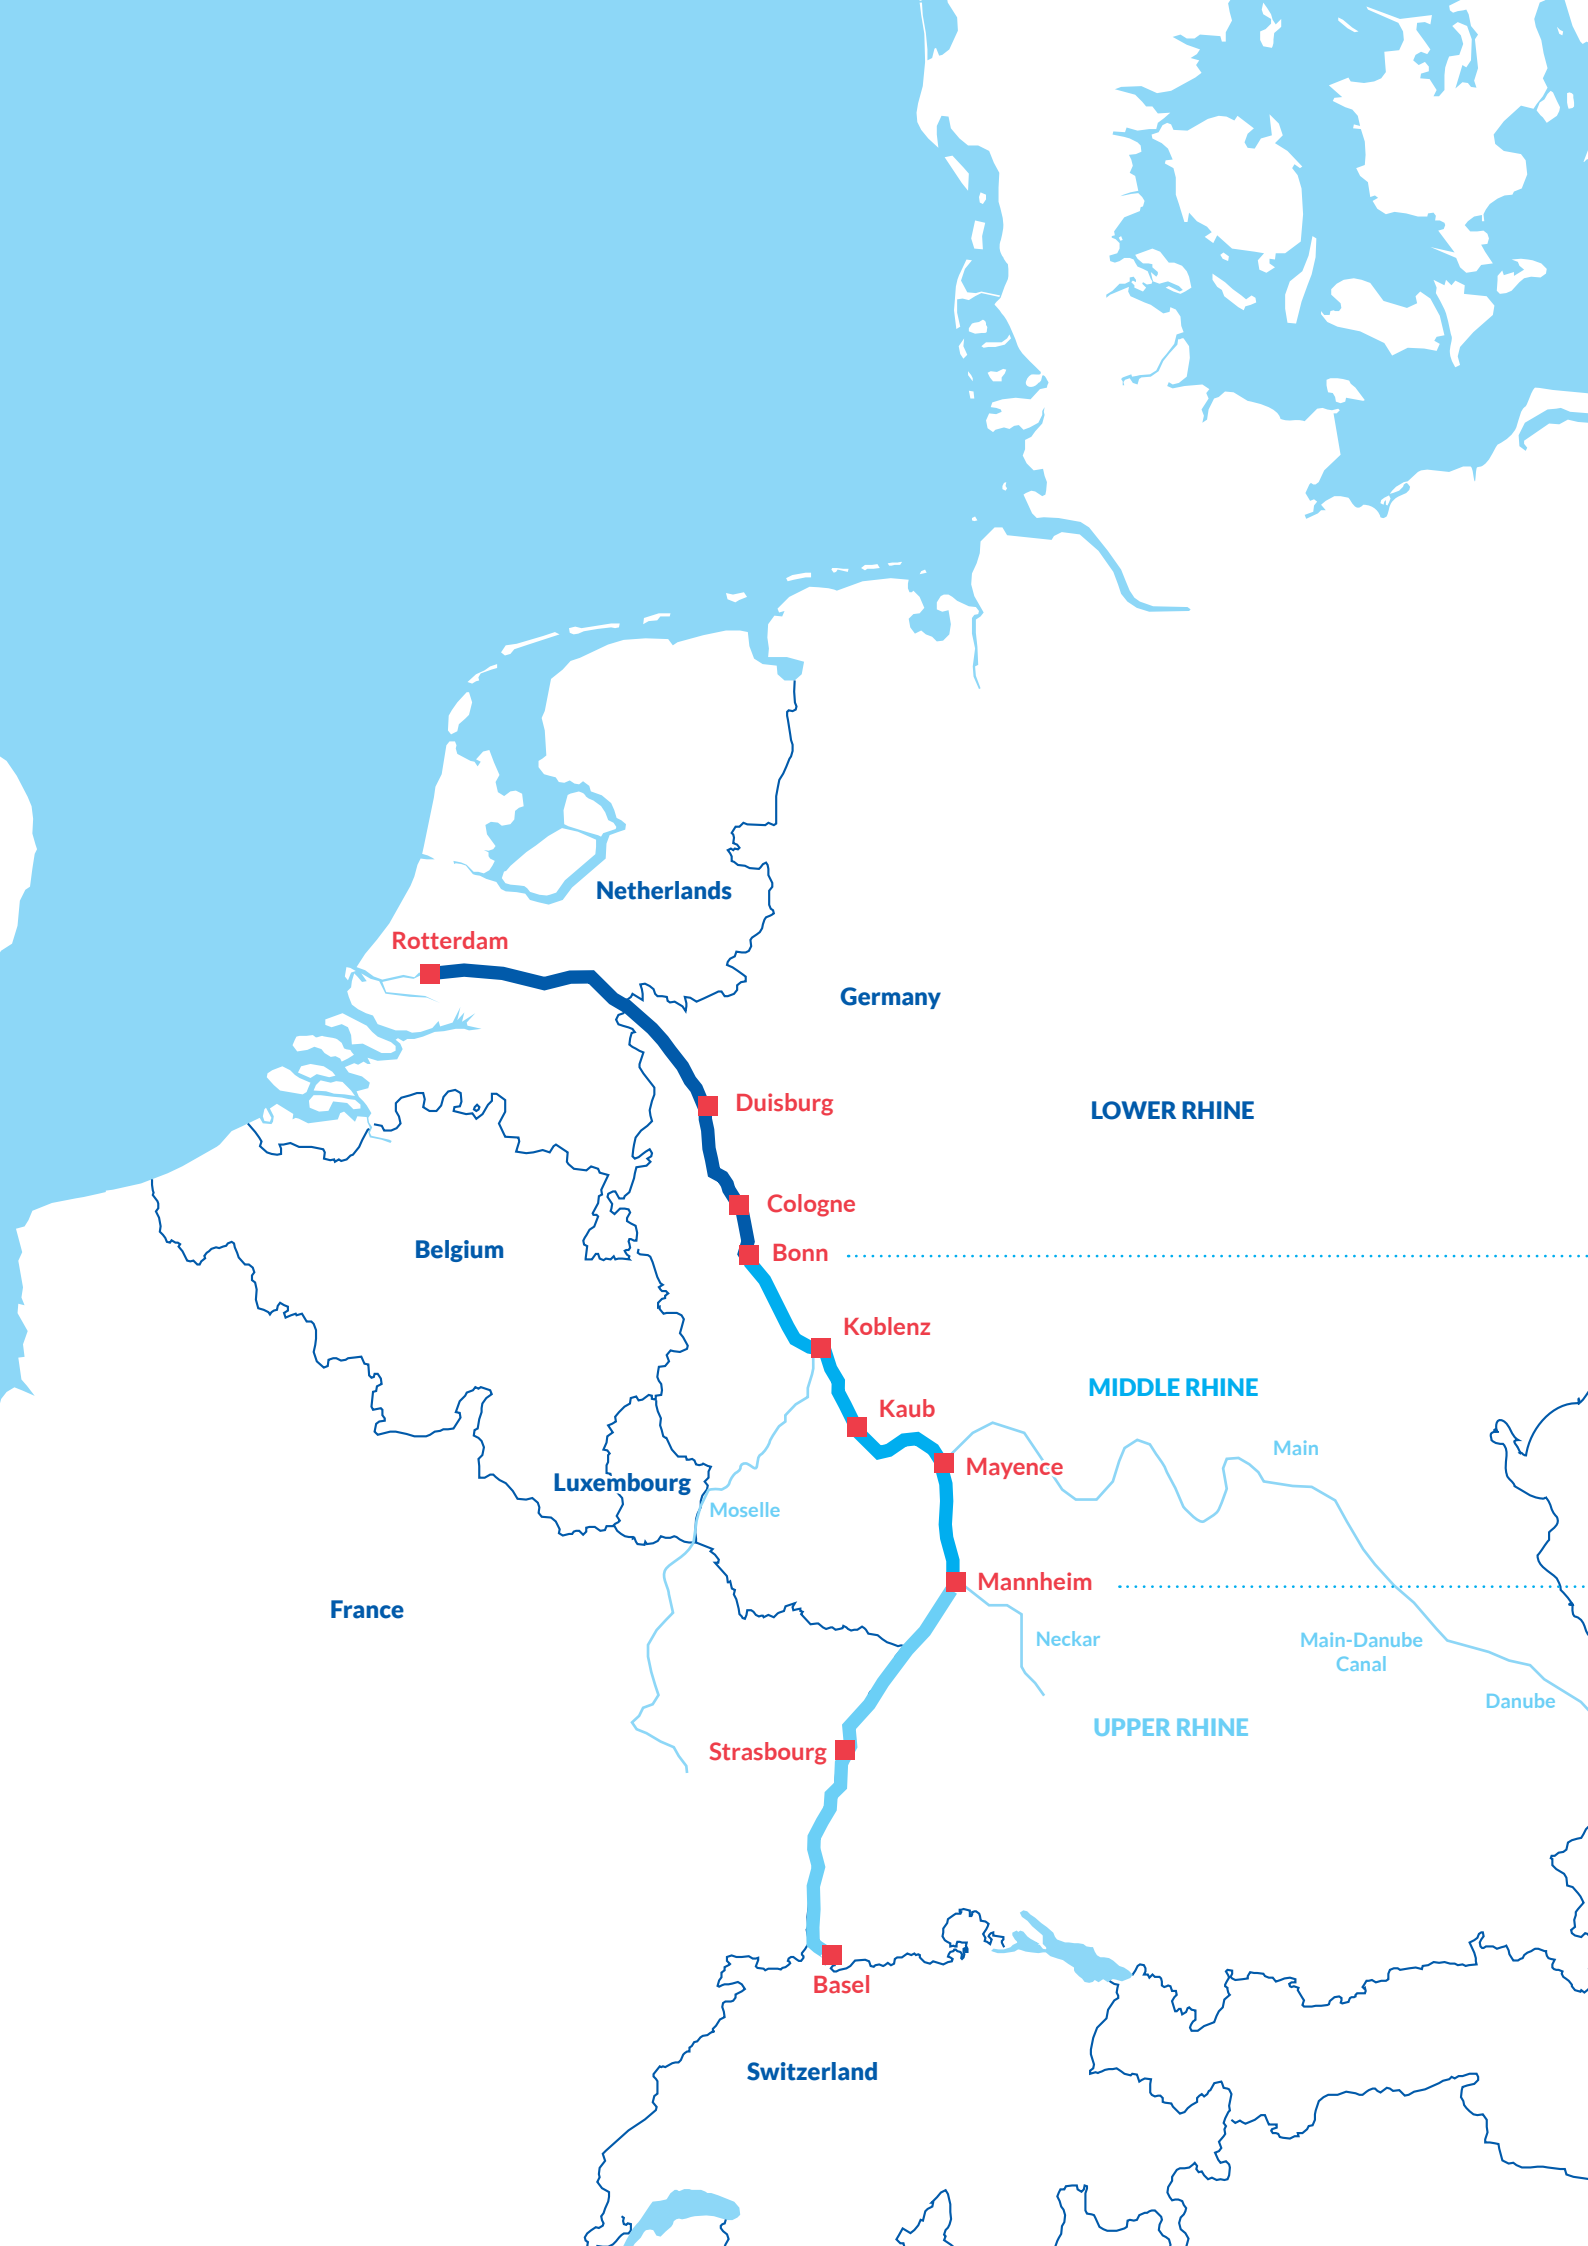 Netherlands
Rotterdam
Germany
Duisburg
LOWER RHINE
Cologne
Belgium
Bonn
Koblenz
MIDDLE RHINE
Kaub
Main
Mayence
Luxembourg
Moselle
Mannheim
France
Neckar
Main-Danube
Canal
Danube
UPPER RHINE
Strasbourg
Basel
Switzerland